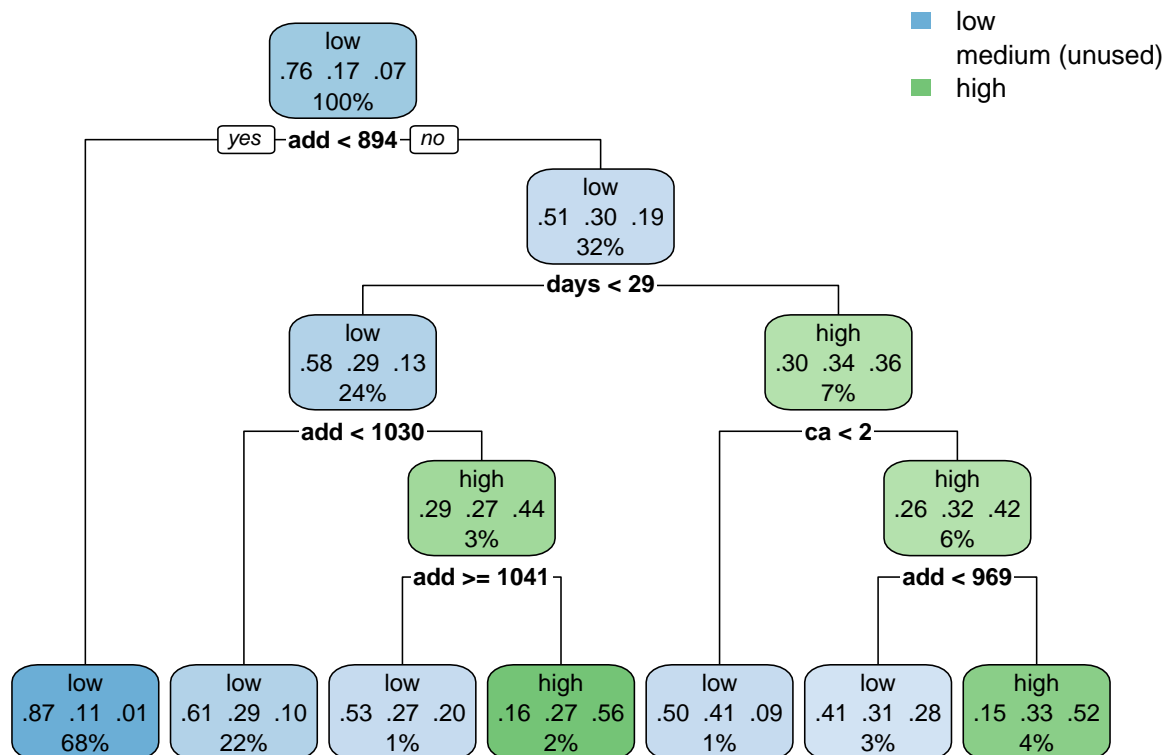 low
medium (unused)
high
low
.76 .17 .07
100%
yes add < 894 no
low
.51 .30 .19
32%
days < 29
low
.58 .29 .13
24%
high
.30 .34 .36
7%
add < 1030
ca < 2
high
.29 .27 .44
3%
high
.26 .32 .42
6%
add >= 1041
add < 969
low
.87 .11 .01
68%
low
.61 .29 .10
22%
low
.53 .27 .20
1%
high
.16 .27 .56
2%
low
.50 .41 .09
1%
low
.41 .31 .28
3%
high
.15 .33 .52
4%